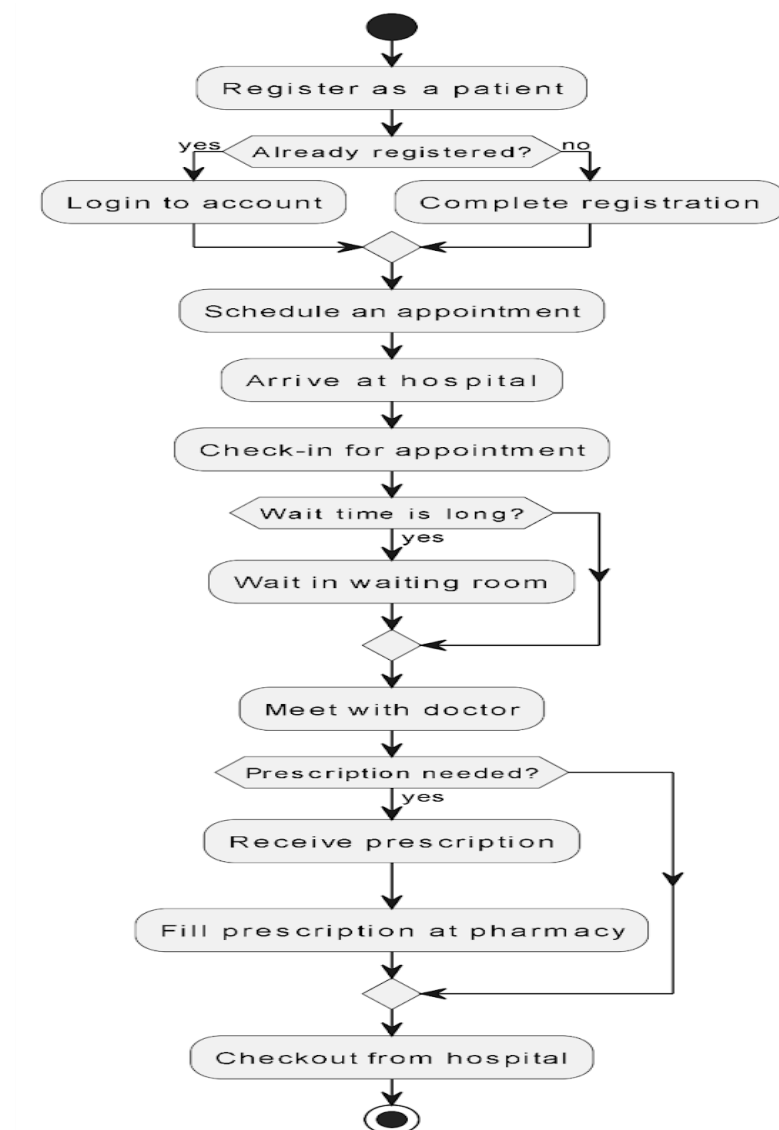 Register as a patient
yes
Already registered?
no
Login to account
Complete registration
Schedule an appointment
Arrive at hospital
Check-in for appointment
Wait time is long?
yes
Wait in waiting room
Meet with doctor
Prescription needed?
yes
Receive prescription
Fill prescription at pharmacy
Checkout from hospital